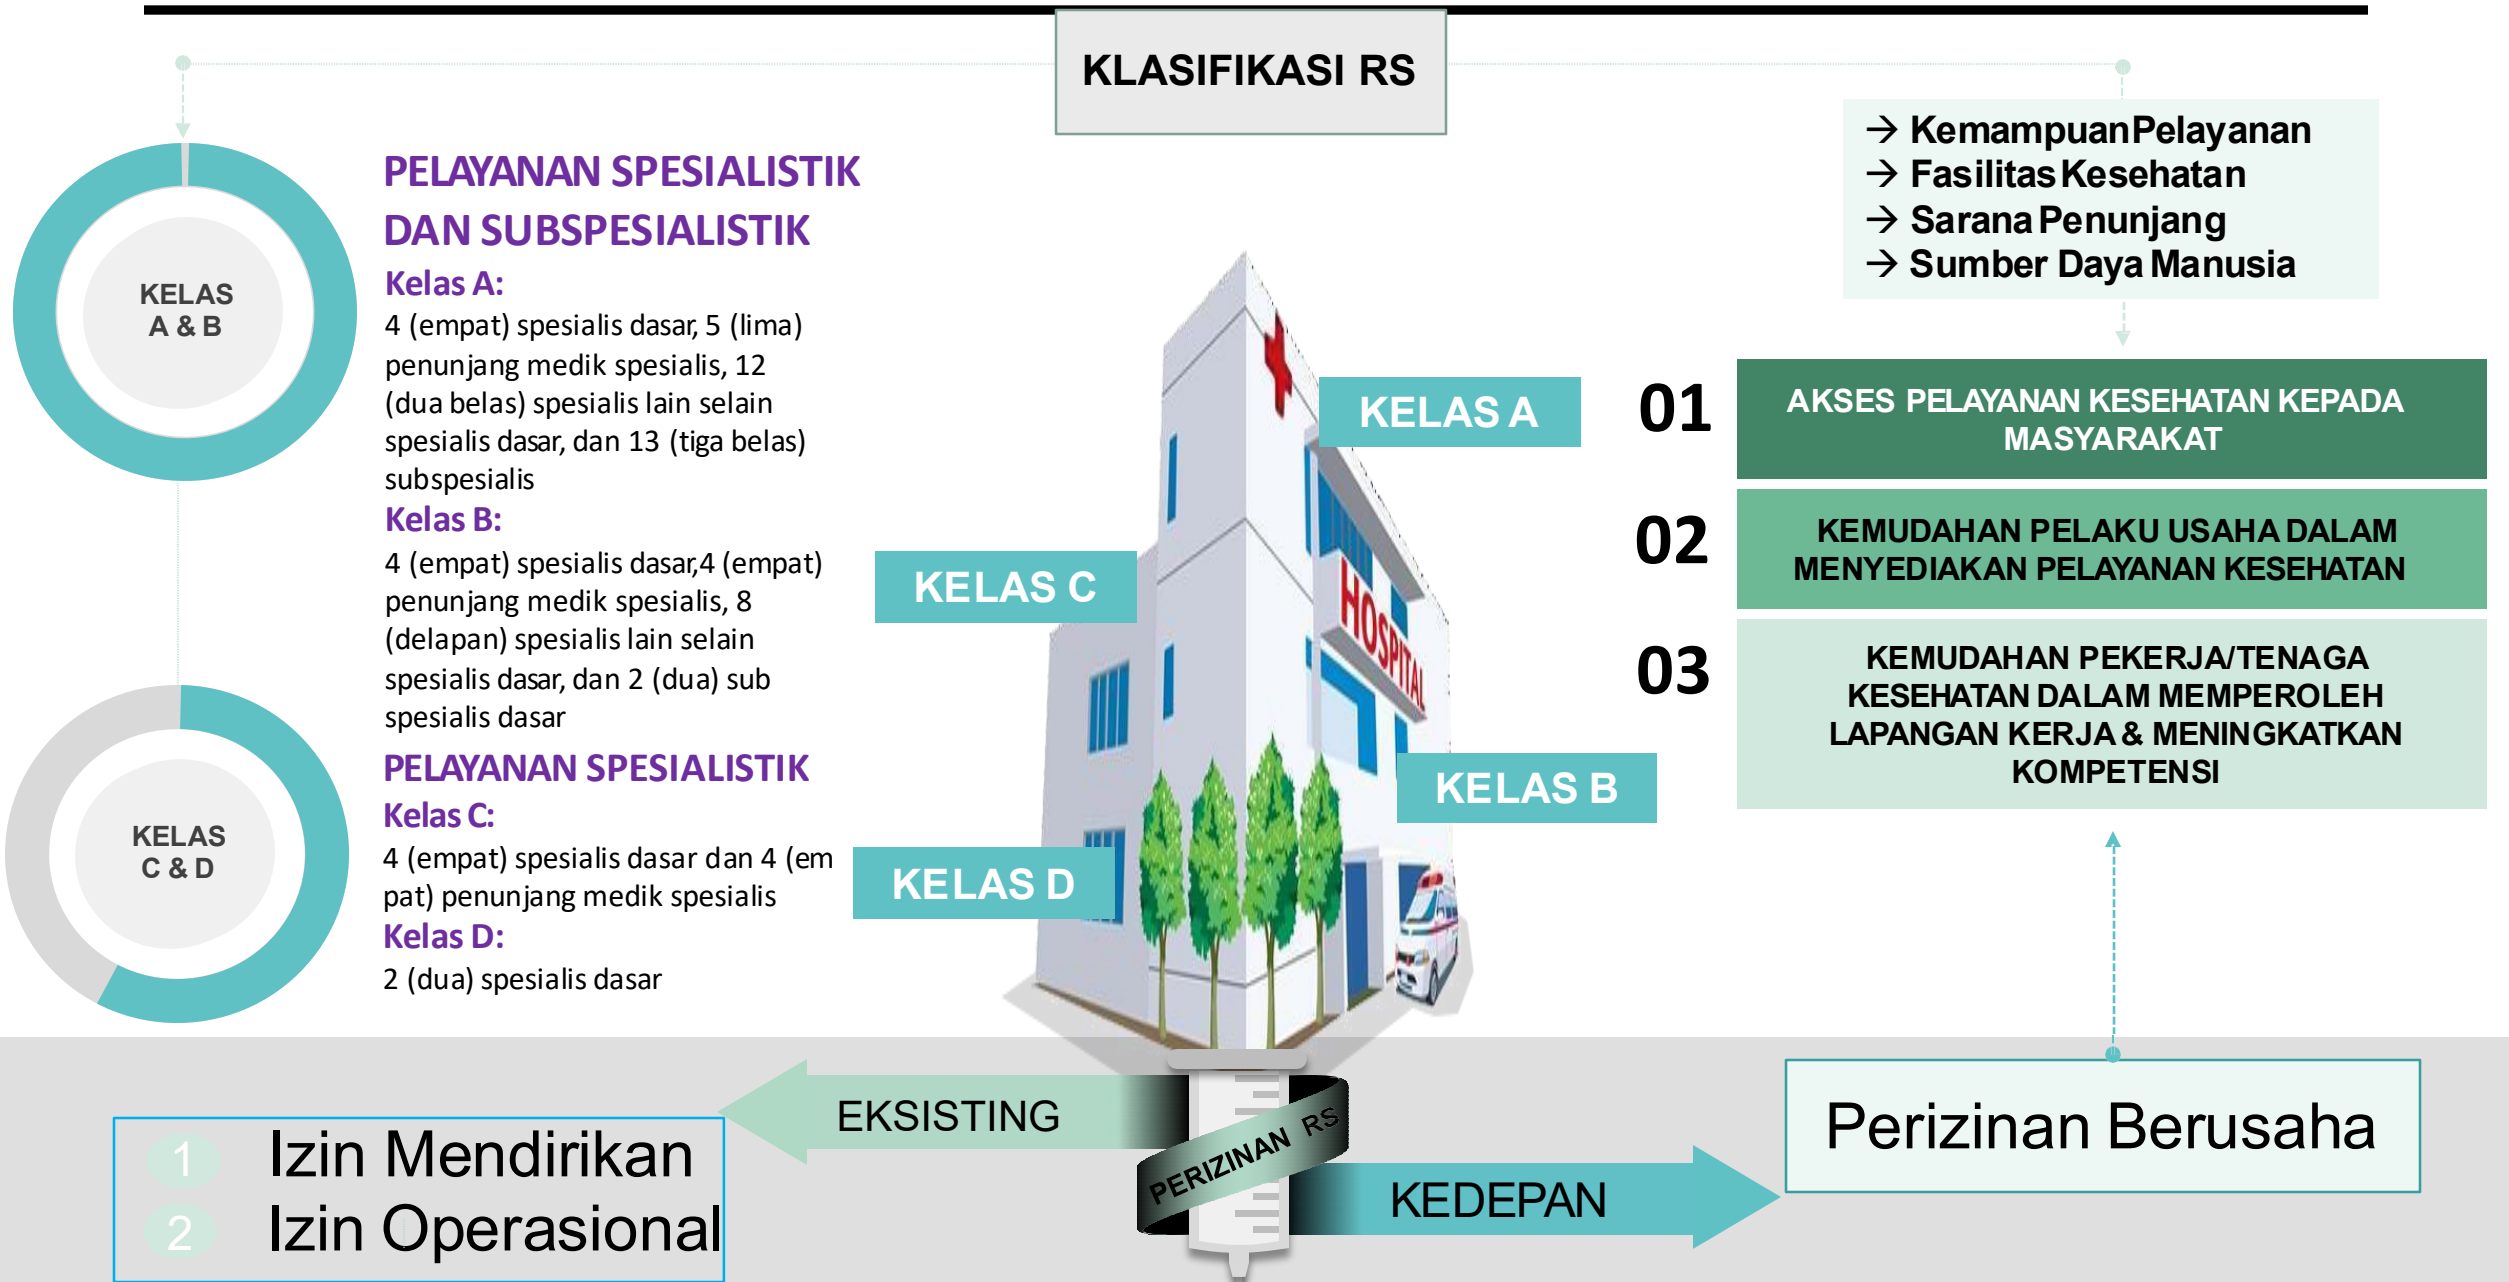 KLASIFIKASI RS
KELAS
A & B
PELAYANAN SPESIALISTIK
DAN SUBSPESIALISTIK
Kelas A:
4 (empat) spesialis dasar, 5 (lima)
penunjang medik spesialis, 12
(dua belas) spesialis lain selain
spesialis dasar, dan 13 (tiga belas)
subspesialis
Kelas B:
4 (empat) spesialis dasar,4 (empat)
penunjang medik spesialis, 8
(delapan) spesialis lain selain
spesialis dasar, dan 2 (dua) sub
spesialis dasar
KELAS
C & D
PELAYANAN SPESIALISTIK
Kelas C:
4 (empat) spesialis dasar dan 4 (em
pat) penunjang medik spesialis
Kelas D:
2 (dua) spesialis dasar
KELAS A
KELAS C
HOSPITAL
KELAS B
KELAS D
→ Kemampuan Pelayanan
→ Fasilitas Kesehatan
→ Sarana Penunjang
→ Sumber Daya Manusia
01
AKSES PELAYANAN KESEHATAN KEPADA
MASYARAKAT
02
KEMUDAHAN PELAKU USAHA DALAM
MENYEDIAKAN PELAYANAN KESEHATAN
03
KEMUDAHAN PEKERJA/TENAGA
KESEHATAN DALAM MEMPEROLEH
LAPANGAN KERJA & MENINGKATKAN
KOMPETENSI
EKSISTING
1 Izin Mendirikan
2 Izin Operasional
PERIZINAN RS
KEDEPAN
Perizinan Berusaha